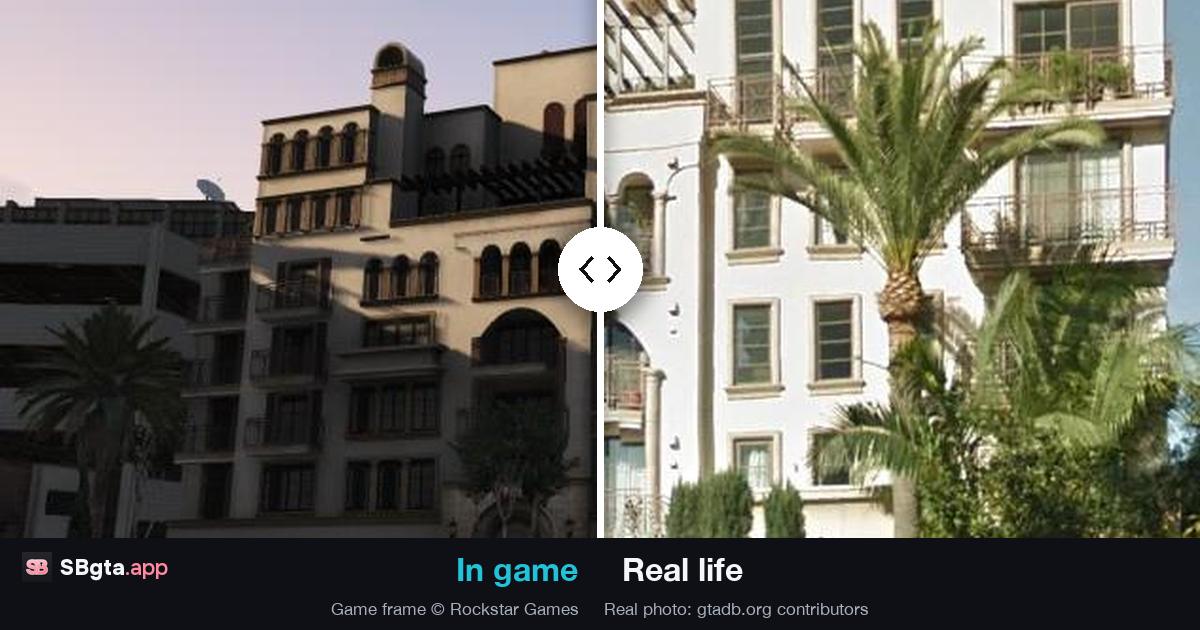 SB SBgta.app
In game
Real life
Game frame © Rockstar Games
Real photo: gtadb.org contributors